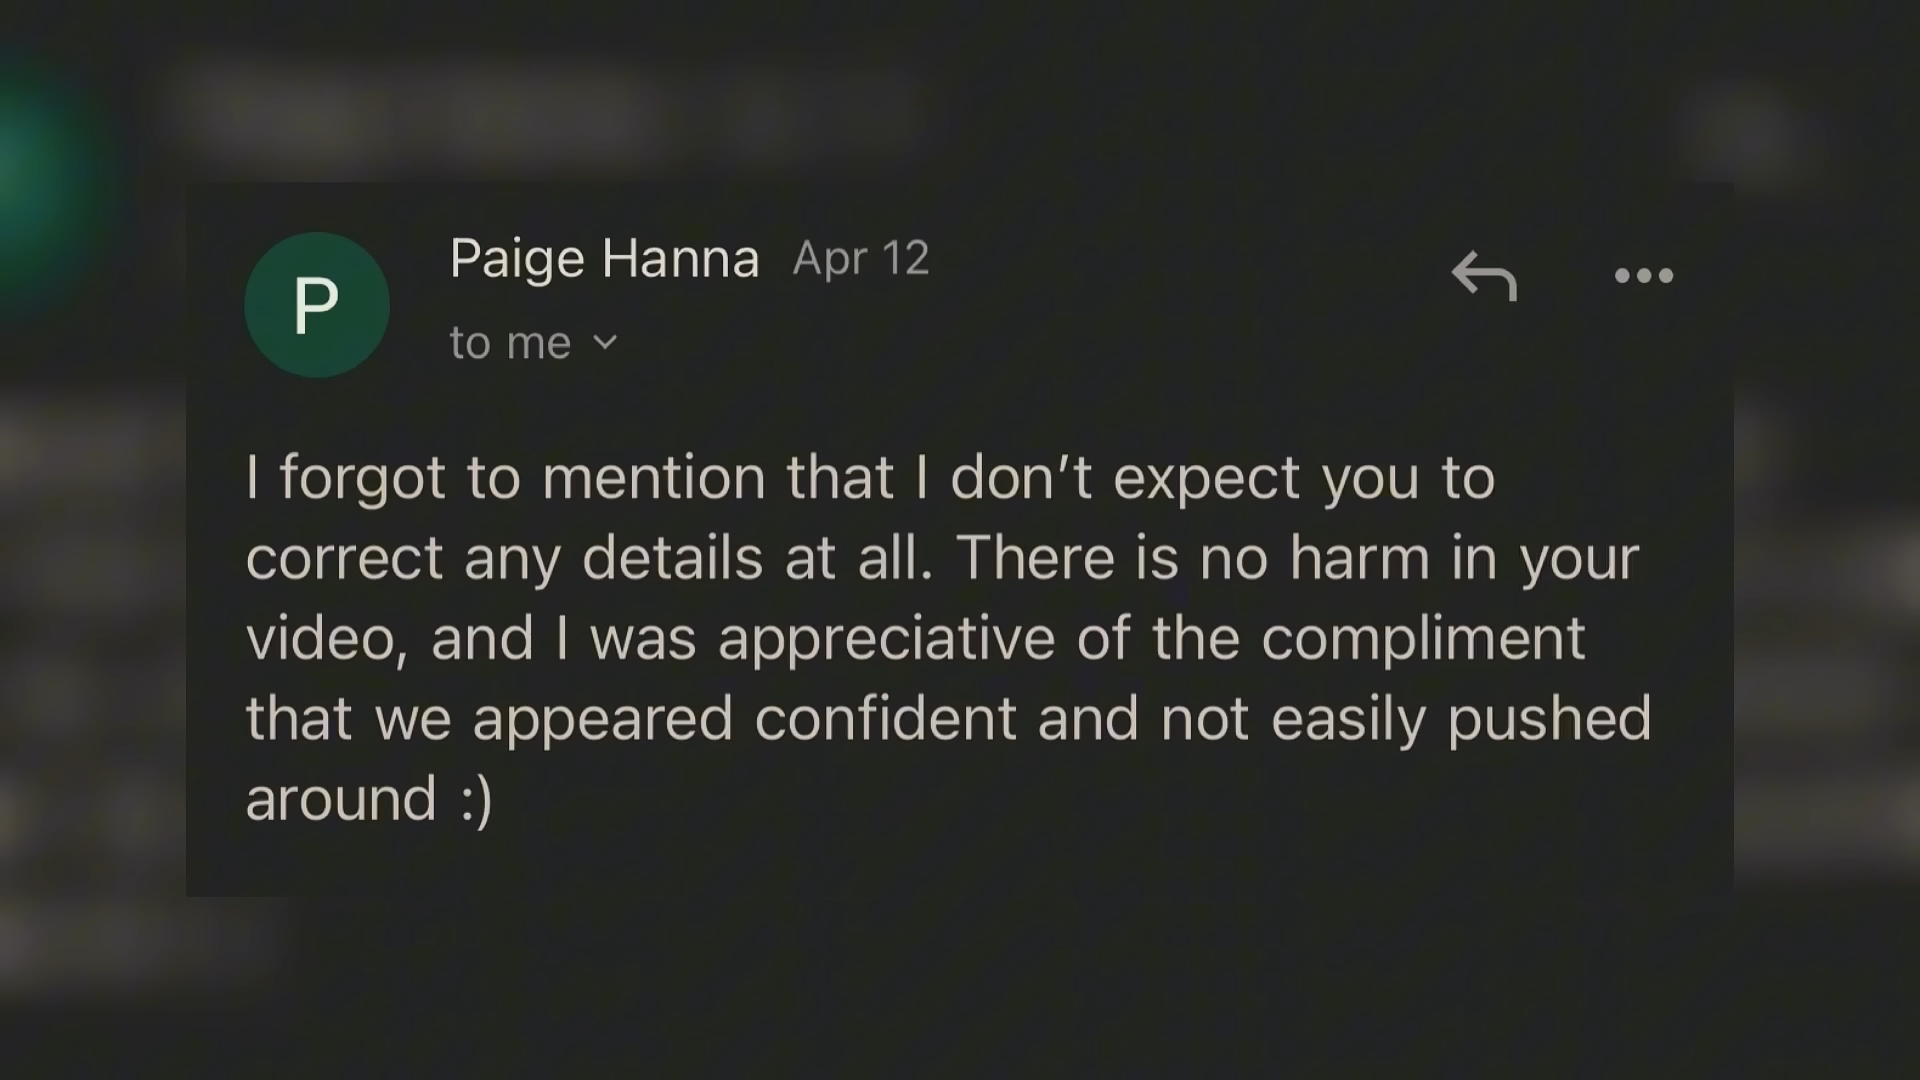 P
Paige Hanna Apr 12
to me
I forgot to mention that I don’t expect you to
correct any details at all. There is no harm in your
video, and I was appreciative of the compliment
that we appeared confident and not easily pushed
around :)